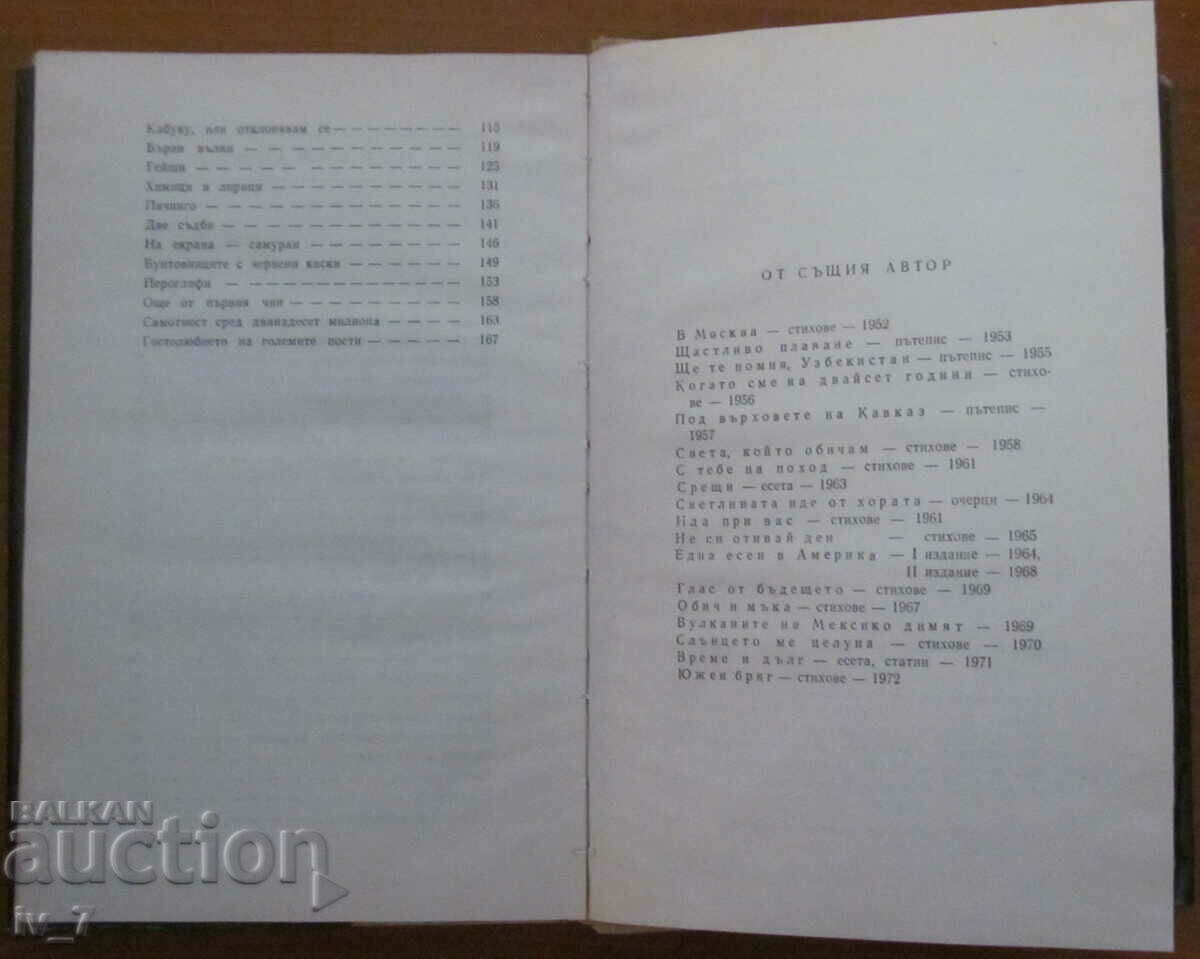 Кабуку, или отклонявам се — — — — — — — 115
Бързи вълни — — — — — — — — — 119
Гейши — — — — — — — — — 125
Химици и лирици — — — — — — — — 131
Пачинго — — — — — — — — — — 136
Две съдби — — — — — — — — — — 141
На екрана — самураи — — — — — — — 146
Бунтовниците с червени каски — — — — — — 149
Йероглифи — — — — — — — — — — 153
Още от първия чин — — — — — — — — 158
Самотност сред дванадесет милиона — — — — 163
Гостолюбието на големите пости — — — — — 167
ОТ СЪЩИЯ АВТОР
В Москва — стихове — 1952
Щастливо плаване — пътепис — 1953
Ще те помня, Узбекистан — пътепис — 1955
Когато сме на двайсет години — стихо-
ве — 1956
Под върховете на Кавказ — пътепис —
1957
Света, който обичам — стихове — 1958
С тебе на поход — стихове — 1961
Срещи — есета — 1963
Светливата иде от хората — очерци — 1964
Ида при вас — стихове — 1961
Не си отивай ден — стихове — 1965
Една есен в Америка — I издание — 1964,
II издание — 1968
Глас от бъдещето — стихове — 1969
Обич и мъка — стихове — 1967
Вулканите на Мексико димят — 1969
Слънцето ме целуна — стихове — 1970
Време и дълг — есета, статии — 1971
Южен бряг — стихове — 1972
BALKAN
auction
iv_7